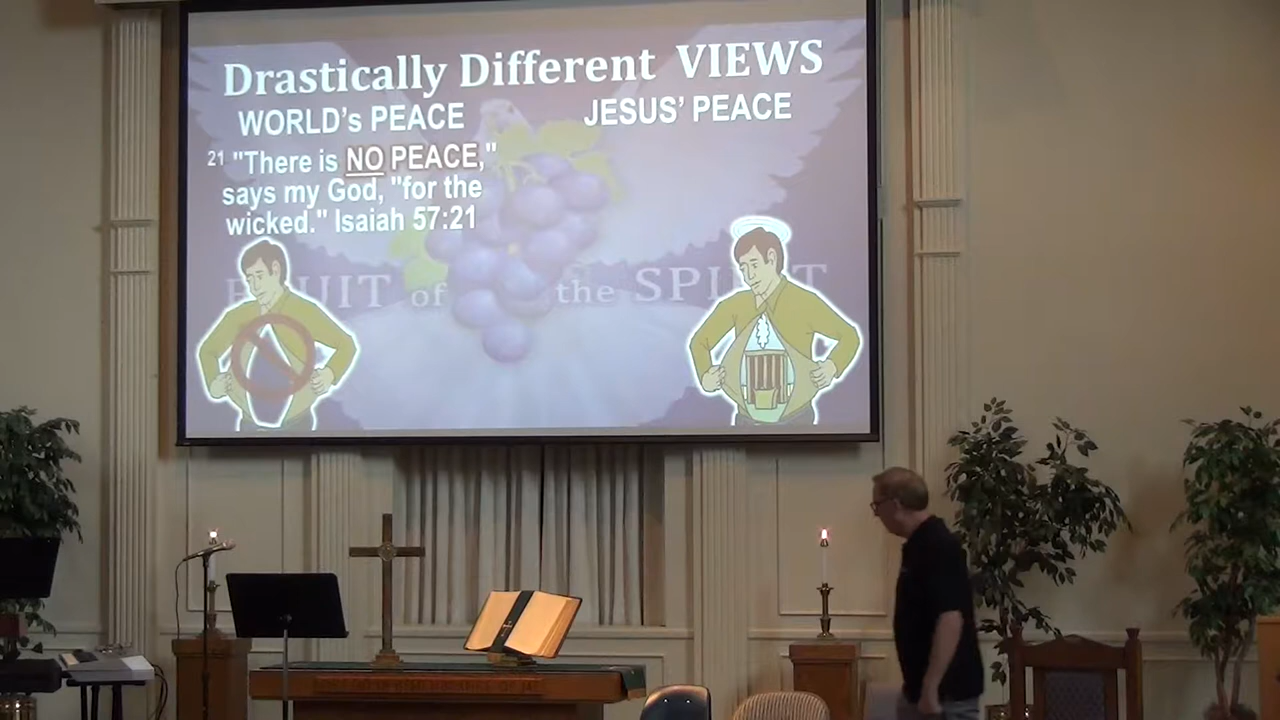 Drastically Different VIEWS
WORLD's PEACE
JESUS' PEACE
21 "There is NO PEACE,"
says my God, "for the
wicked." Isaiah 57:21
FRUIT of the SPIRIT